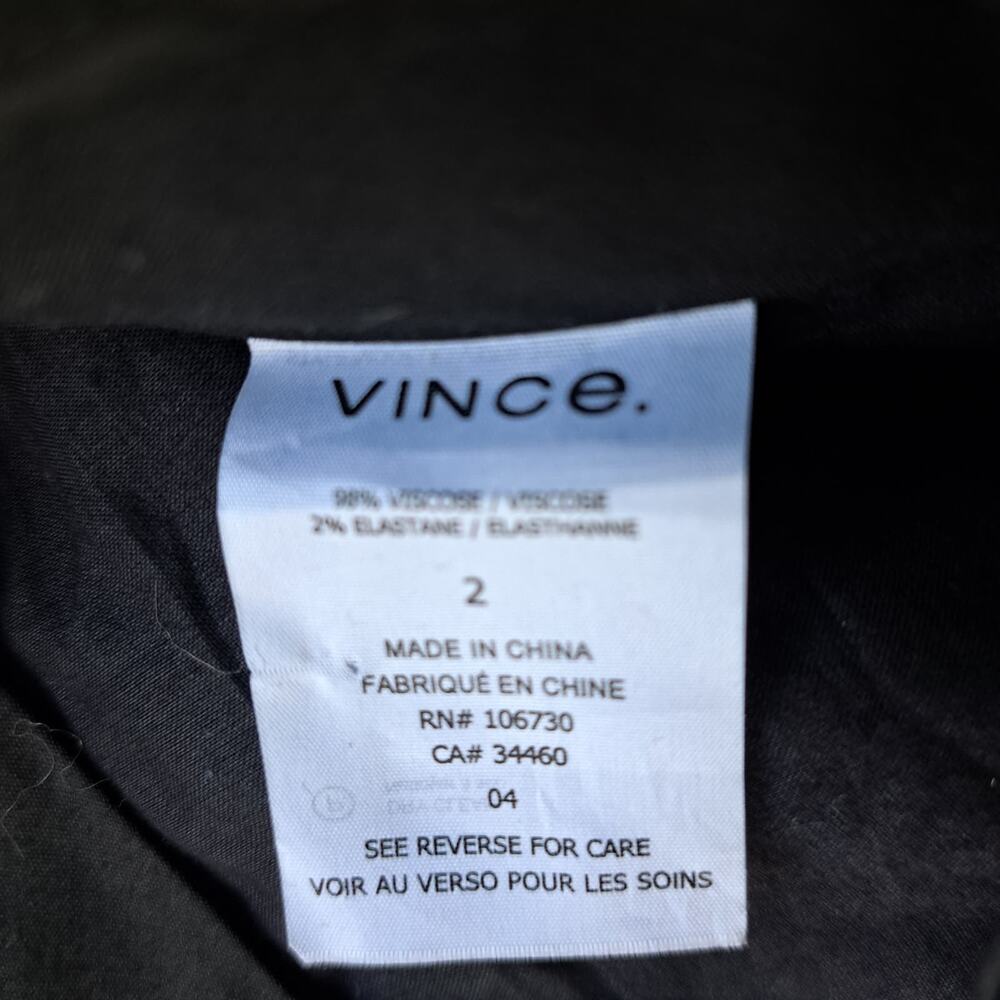 VINCe.
98% VISCOSE / VISCOSE
2% ELASTANE / ELASTHANNE
2
MADE IN CHINA
FABRIQUÉ EN CHINE
RN# 106730
CA# 34460
04
SEE REVERSE FOR CARE
VOIR AU VERSO POUR LES SOINS